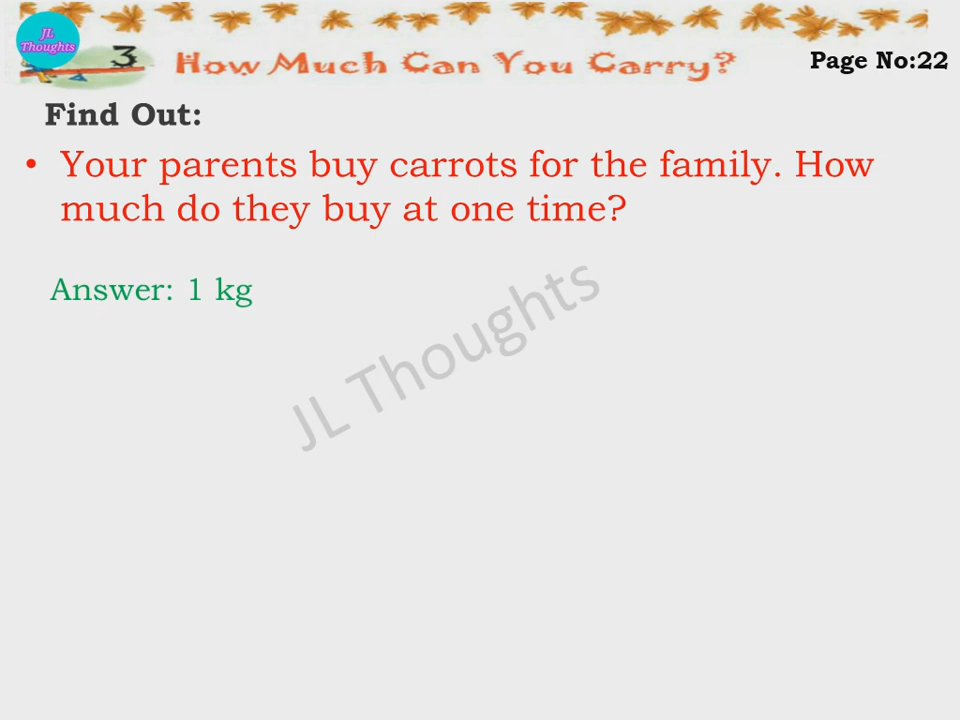 JL
Thoughts
3 How Much Can You Carry?
Page No:22
Find Out:
• Your parents buy carrots for the family. How
much do they buy at one time?
Answer: 1 kg
JL Thoughts